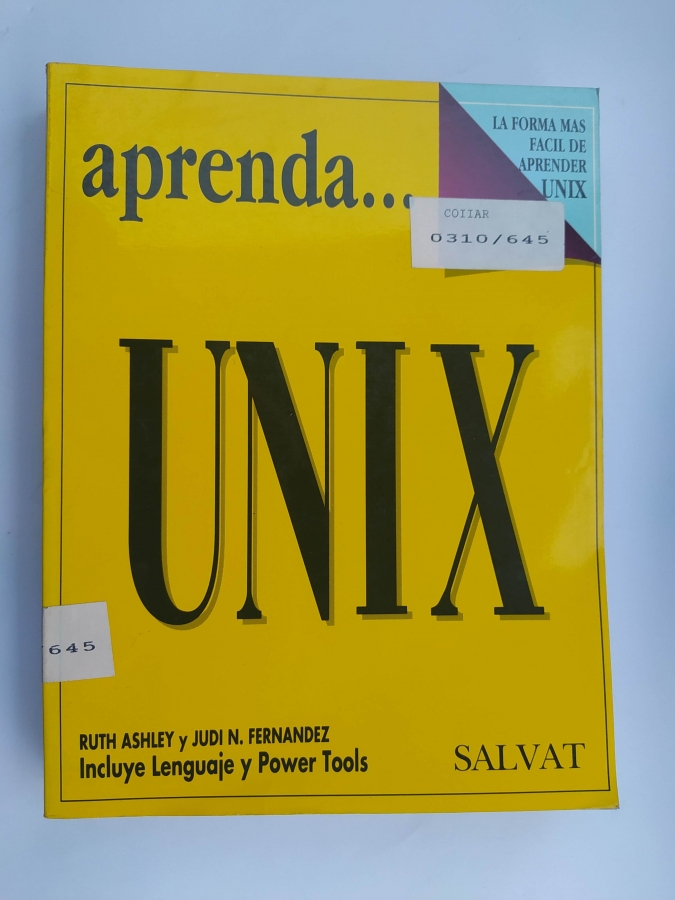 aprenda...
LA FORMA MAS
FACIL DE
APRENDER
UNIX
COIIAR
0310/645
UNIX
645
RUTH ASHLEY y JUDI N. FERNANDEZ
Incluye Lenguaje y Power Tools
SALVAT